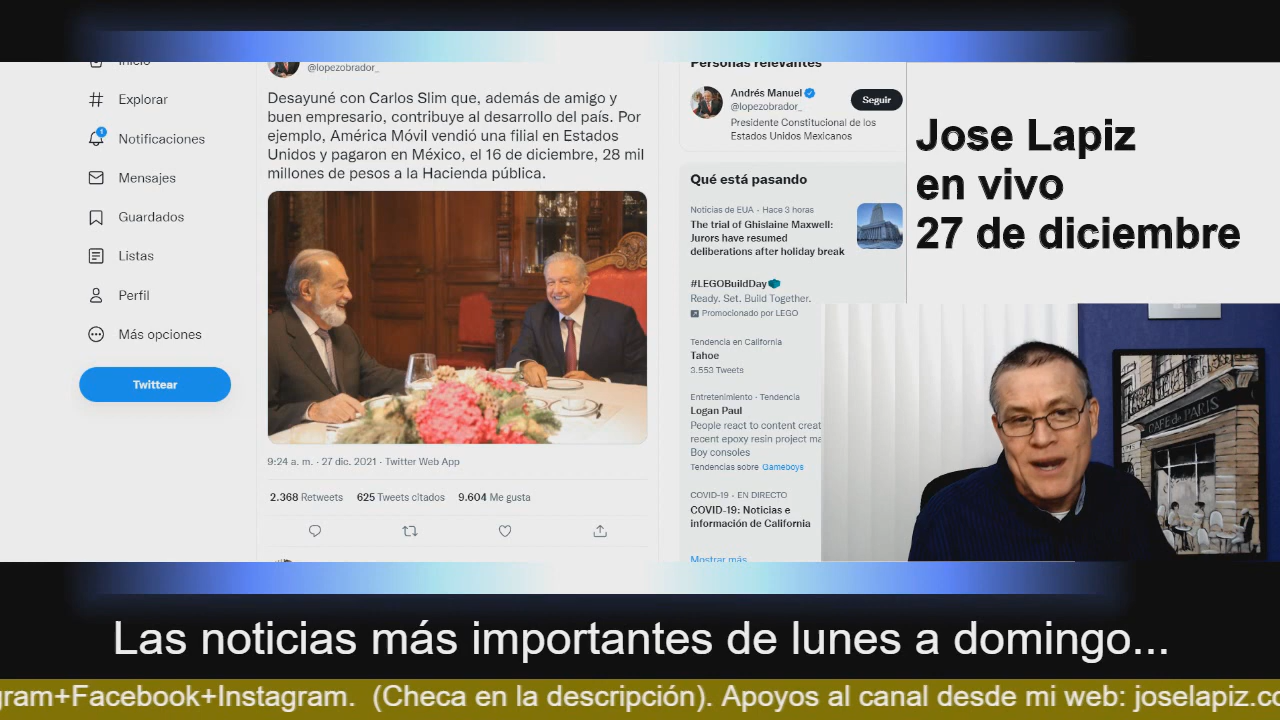 Inicio
Explorar
Notificaciones
Mensajes
Guardados
Listas
Perfil
Más opciones
Twittear
@lopezobrador_
Desayuné con Carlos Slim que, además de amigo y
buen empresario, contribuye al desarrollo del país. Por
ejemplo, América Móvil vendió una filial en Estados
Unidos y pagaron en México, el 16 de diciembre, 28 mil
millones de pesos a la Hacienda pública.
9:24 a. m. · 27 dic. 2021 · Twitter Web App
2.368 Retweets 625 Tweets citados 9.604 Me gusta
Personas relevantes
Andrés Manuel
@lopezobrador_
Seguir
Presidente Constitucional de los
Estados Unidos Mexicanos
Qué está pasando
Noticias de EUA · Hace 3 horas
The trial of Ghislaine Maxwell:
Jurors have resumed
deliberations after holiday break
#LEGOBuildDay
Ready. Set. Build Together.
Promocionado por LEGO
Tendencia en California
Tahoe
3.553 Tweets
Entretenimiento · Tendencia
Logan Paul
People react to content creat
recent epoxy resin project ma
Boy consoles
Tendencias sobre Gameboys
COVID-19 · EN DIRECTO
COVID-19: Noticias e
información de California
Mostrar más
Jose Lapiz
en vivo
27 de diciembre
CAFE de PARIS
Las noticias más importantes de lunes a domingo...
gram+Facebook+Instagram. (Checa en la descripción). Apoyos al canal desde mi web: joselapiz.co